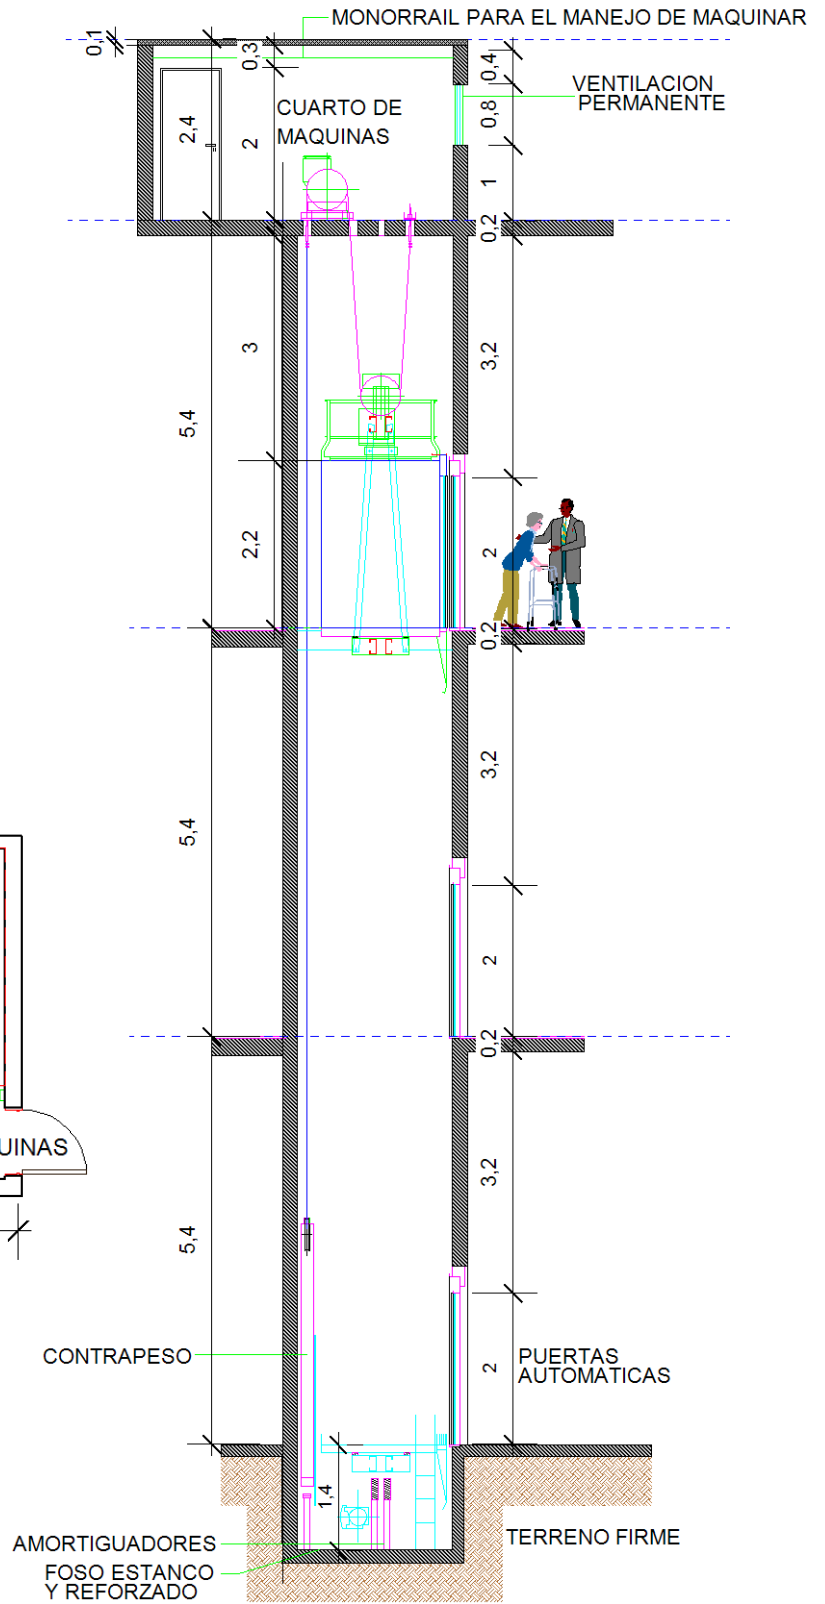 MONORRAIL PARA EL MANEJO DE MAQUINAR
0,1
0,3
0,4
VENTILACION
PERMANENTE
0,8
CUARTO DE
MAQUINAS
2,4
2
1
0,2
3
3,2
5,4
2,2
2
0,2
3,2
5,4
2
0,2
UINAS
3,2
5,4
CONTRAPESO
2
PUERTAS
AUTOMATICAS
1,4
AMORTIGUADORES
TERRENO FIRME
FOSO ESTANCO
Y REFORZADO